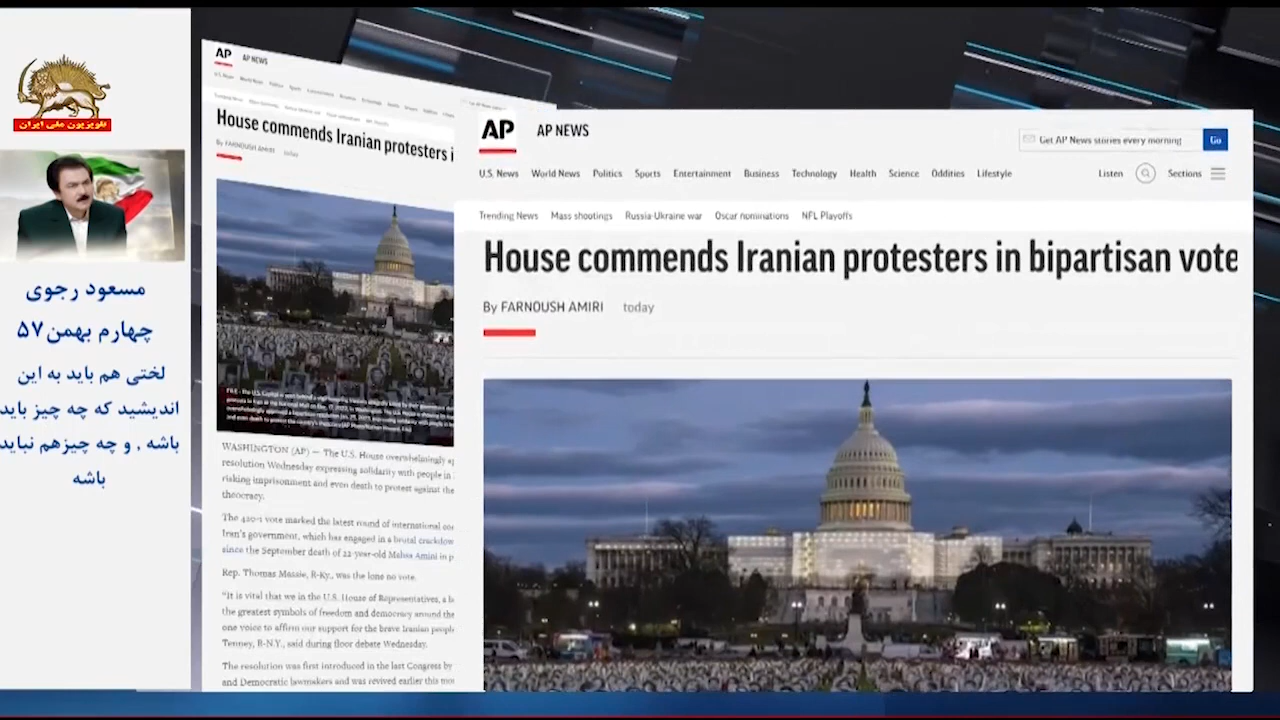 تلویزیون ملی ایران
مسعود رجوی
چهارم بهمن۵۷
لختی هم باید به این
اندیشید که چه چیز باید
باشه , و چه چیزهم نباید
باشه
AP AP NEWS
U.S. News World News Politics Sports
House commends Iranian protesters i
By FARNOUSH AMIRI today
WASHINGTON (AP) — The U.S. House overwhelmingly
resolution Wednesday expressing solidarity with people in
risking imprisonment and even death to protest against the
theocracy.
The 420-1 vote marked the latest round of international
Iran's government, which has engaged in a brutal crackdow
since the September death of 22-year-old Mahsa Amini in p
Rep. Thomas Massie, R-Ky., was the lone no vote.
"It is vital that we in the U.S. House of Representatives, a
the greatest symbols of freedom and democracy around the
one voice to affirm our support for the brave Iranian people
Tenney, R-N.Y., said during floor debate Wednesday.
The resolution was first introduced in the last Congress by
and Democratic lawmakers and was revived earlier this mo
AP AP NEWS
Get AP News stories every morning Go
U.S. News World News Politics Sports Entertainment Business Technology Health Science Oddities Lifestyle Listen Sections
Trending News Mass shootings Russia-Ukraine war Oscar nominations NFL Playoffs
House commends Iranian protesters in bipartisan vote
By FARNOUSH AMIRI today